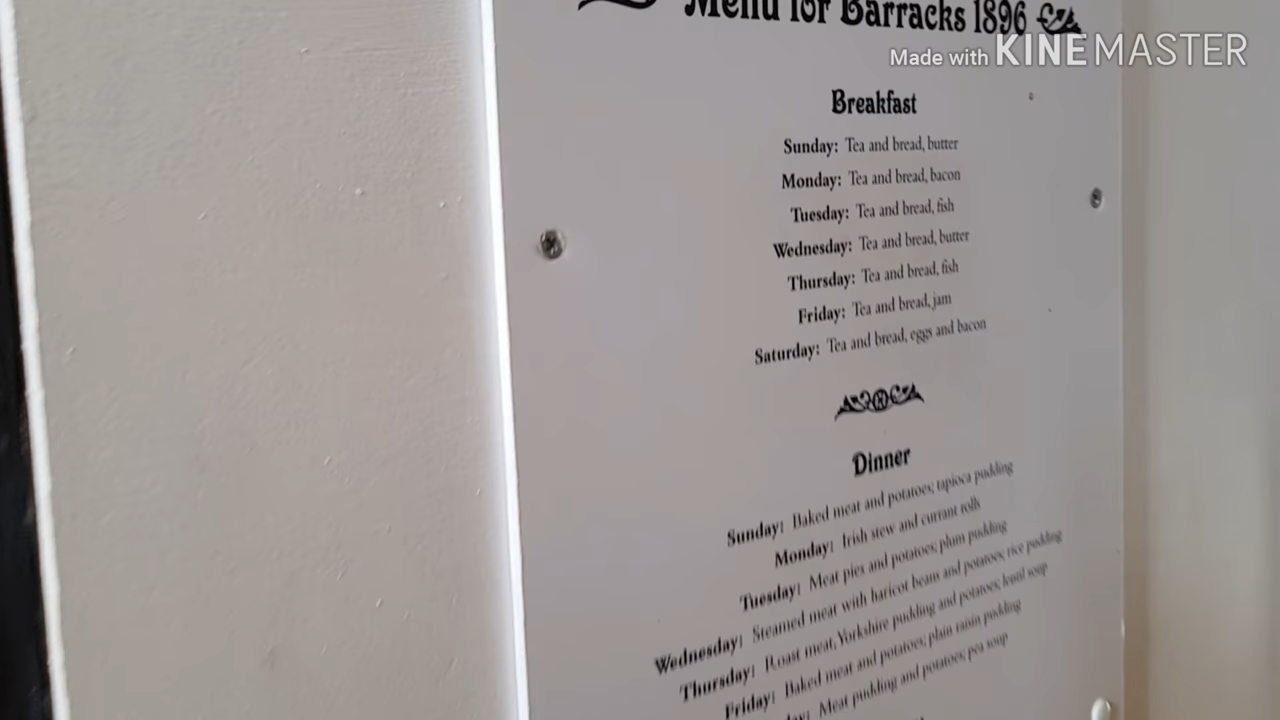 Menu for Barracks 1896
Made with KINEMASTER
Breakfast
Sunday: Tea and bread, butter
Monday: Tea and bread, bacon
Tuesday: Tea and bread, fish
Wednesday: Tea and bread, butter
Thursday: Tea and bread, fish
Friday: Tea and bread, jam
Saturday: Tea and bread, eggs and bacon
Dinner
Sunday: Baked meat and potatoes; tapioca pudding
Monday: Irish stew and currant rolls
Tuesday: Meat pies and potatoes; plum pudding
Wednesday: Steamed meat with haricot beans and potatoes; rice pudding
Thursday: Roast meat, Yorkshire pudding and potatoes; lentil soup
Friday: Baked meat and potatoes; plain raisin pudding
Meat pudding and potatoes; pea soup